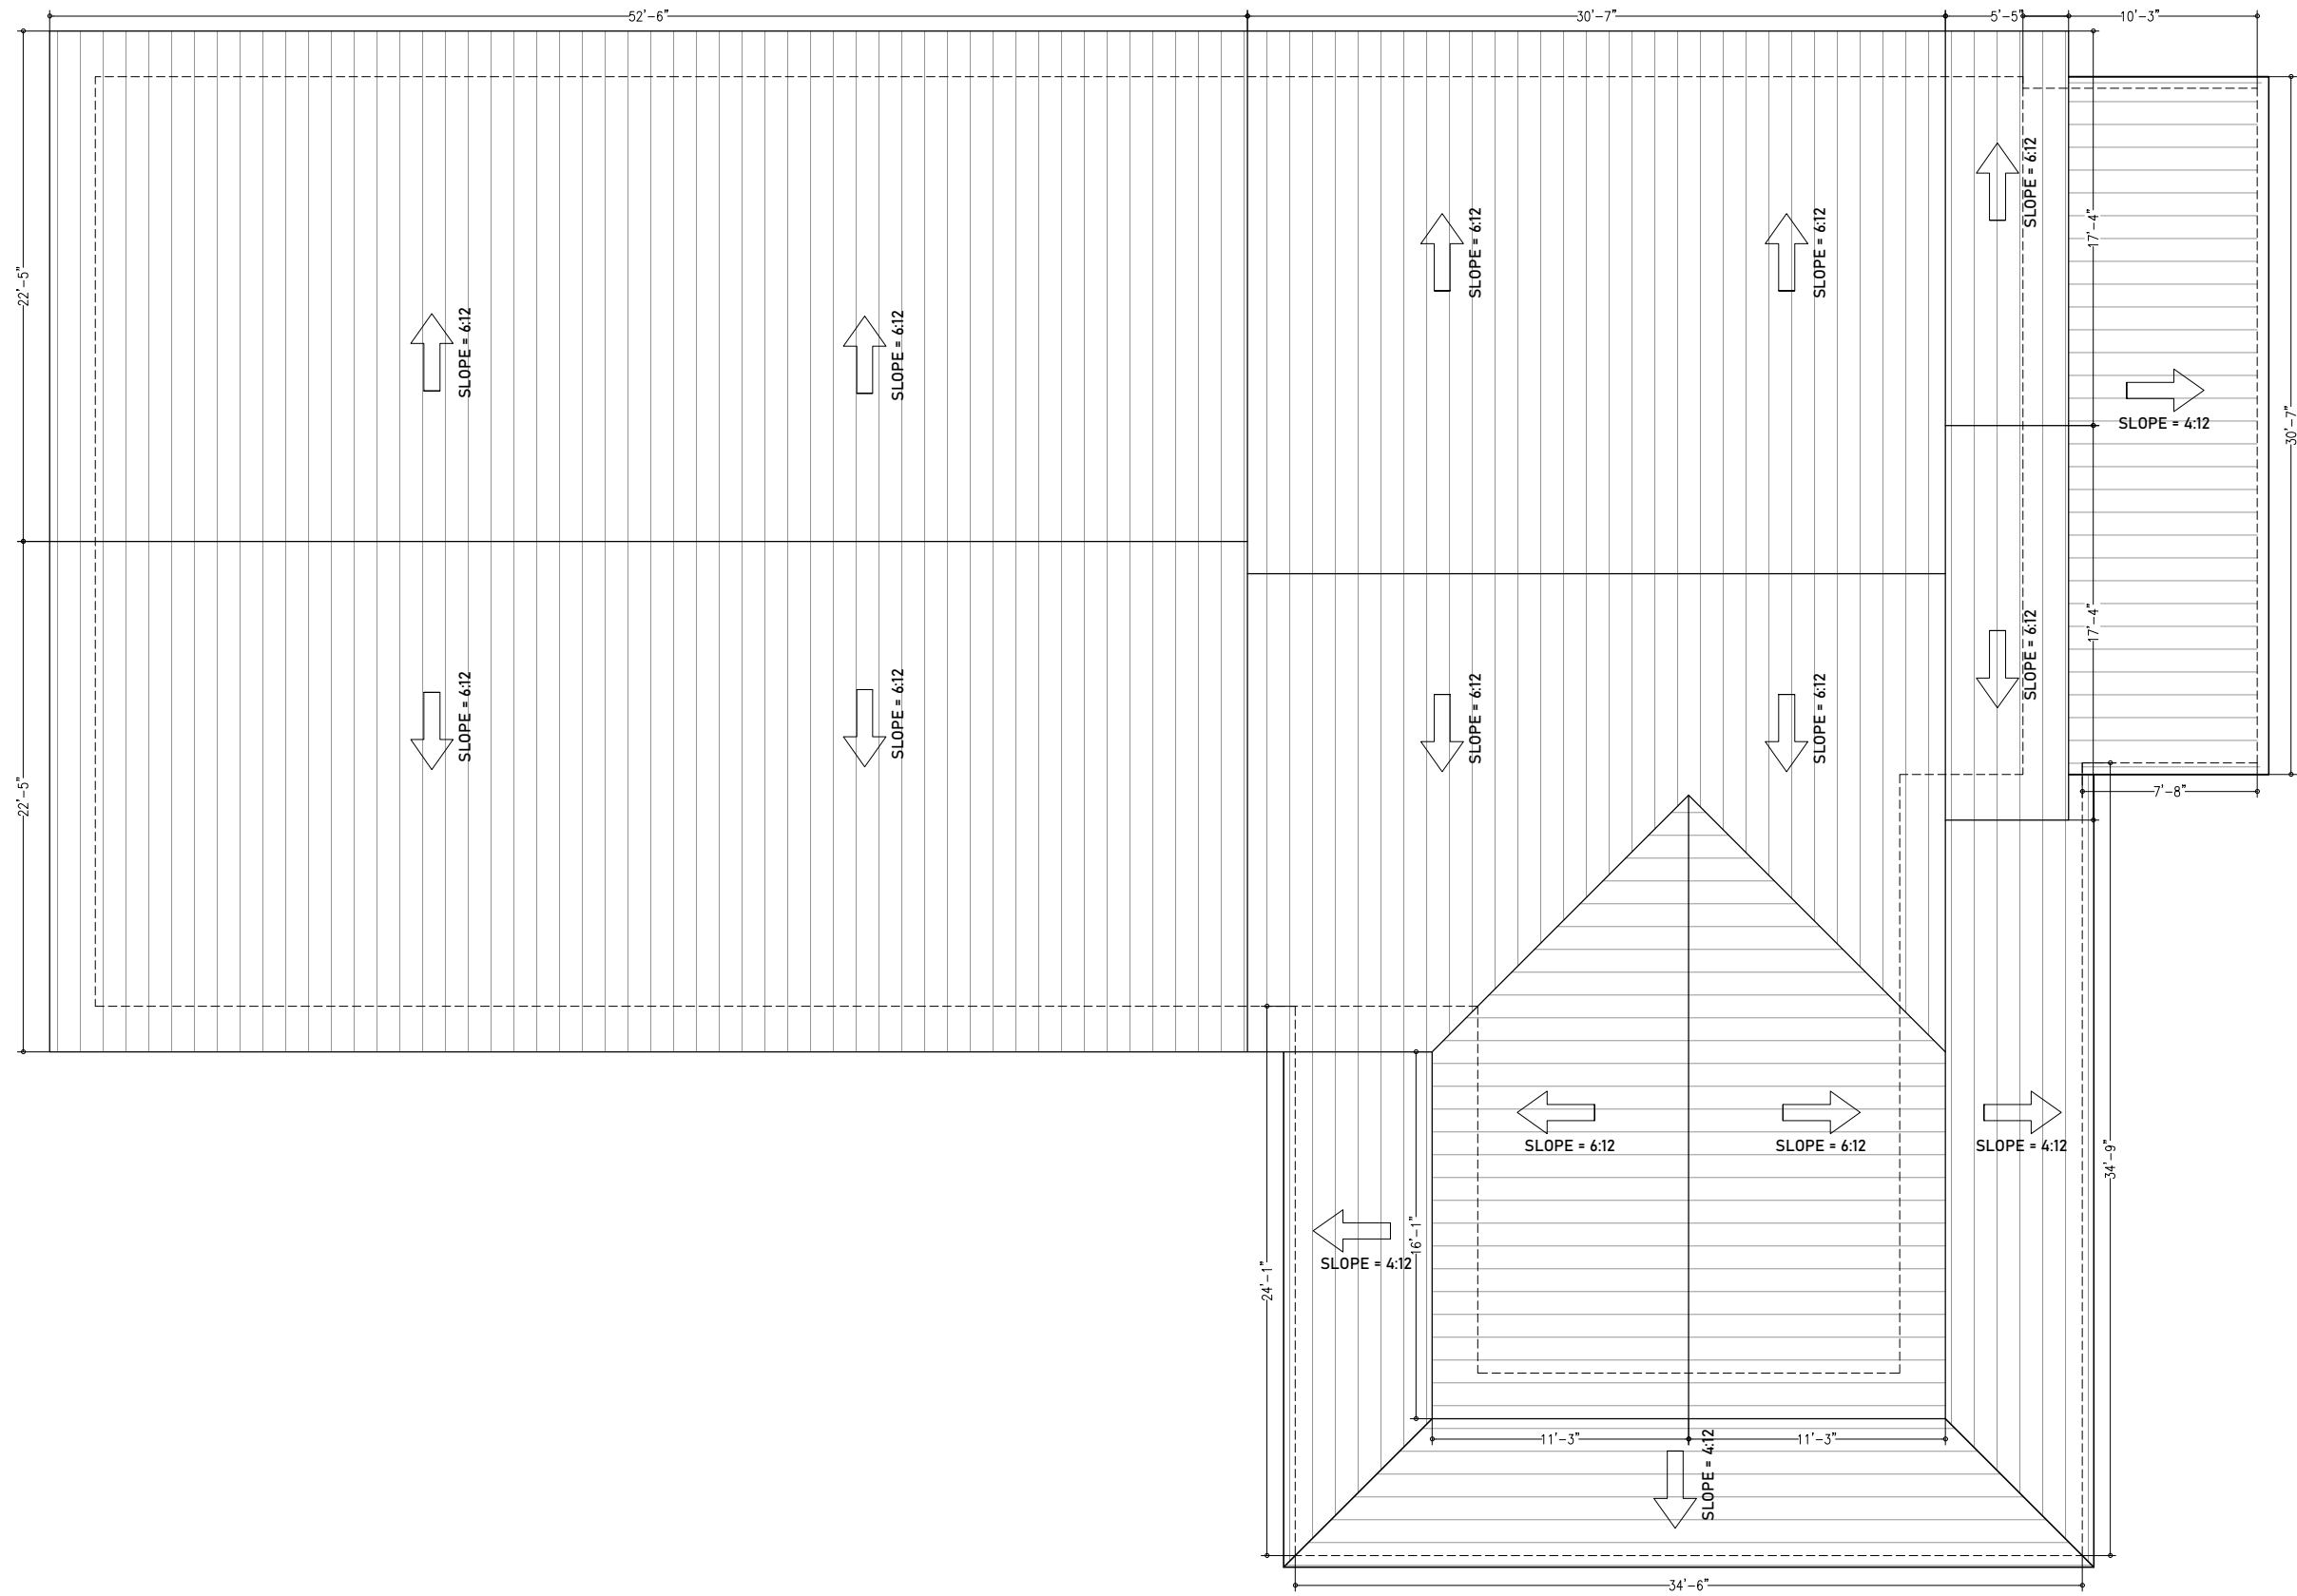 52'-6"
30'-7"
5'-5"
10'-3"
17'-4"
22'-5"
SLOPE = 6:12
SLOPE = 6:12
SLOPE = 6:12
SLOPE = 6:12
SLOPE = 6:12
SLOPE = 4:12
30'-7"
17'-4"
SLOPE = 6:12
SLOPE = 6:12
SLOPE = 6:12
SLOPE = 6:12
SLOPE = 6:12
22'-5"
7'-8"
SLOPE = 6:12
SLOPE = 6:12
SLOPE = 4:12
34'-9"
16'-1"
SLOPE = 4:12
24'-1"
11'-3"
11'-3"
SLOPE = 4:12
34'-6"